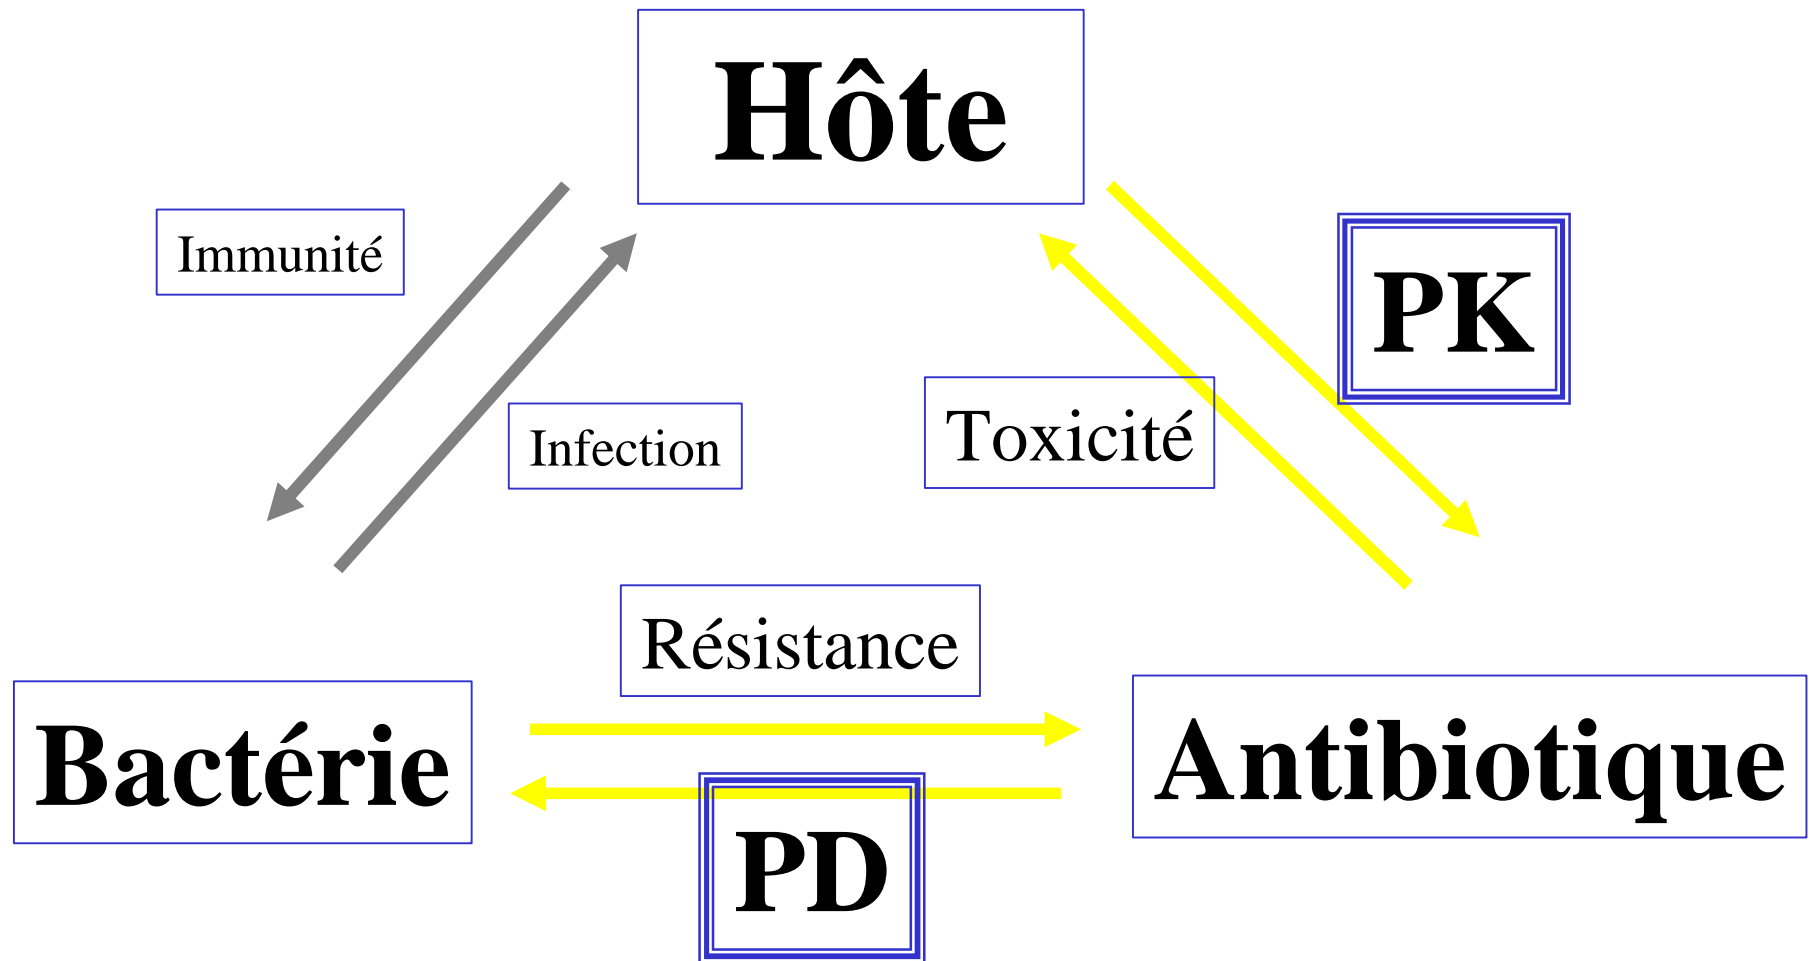 Hôte
Immunité
PK
Infection
Toxicité
Résistance
Bactérie
Antibiotique
PD